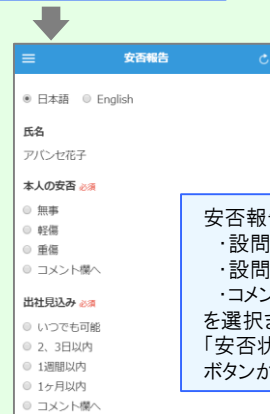 安否報告
日本語 English
氏名
アバンセ花子
本人の安否 必須
無事
軽傷
重傷
コメント欄へ
出社見込み 必須
いつでも可能
2、3日以内
1週間以内
1ヶ月以内
コメント欄へ
安否報
・設問
・設問
・コメン
を選択ま
「安否状
ボタンか